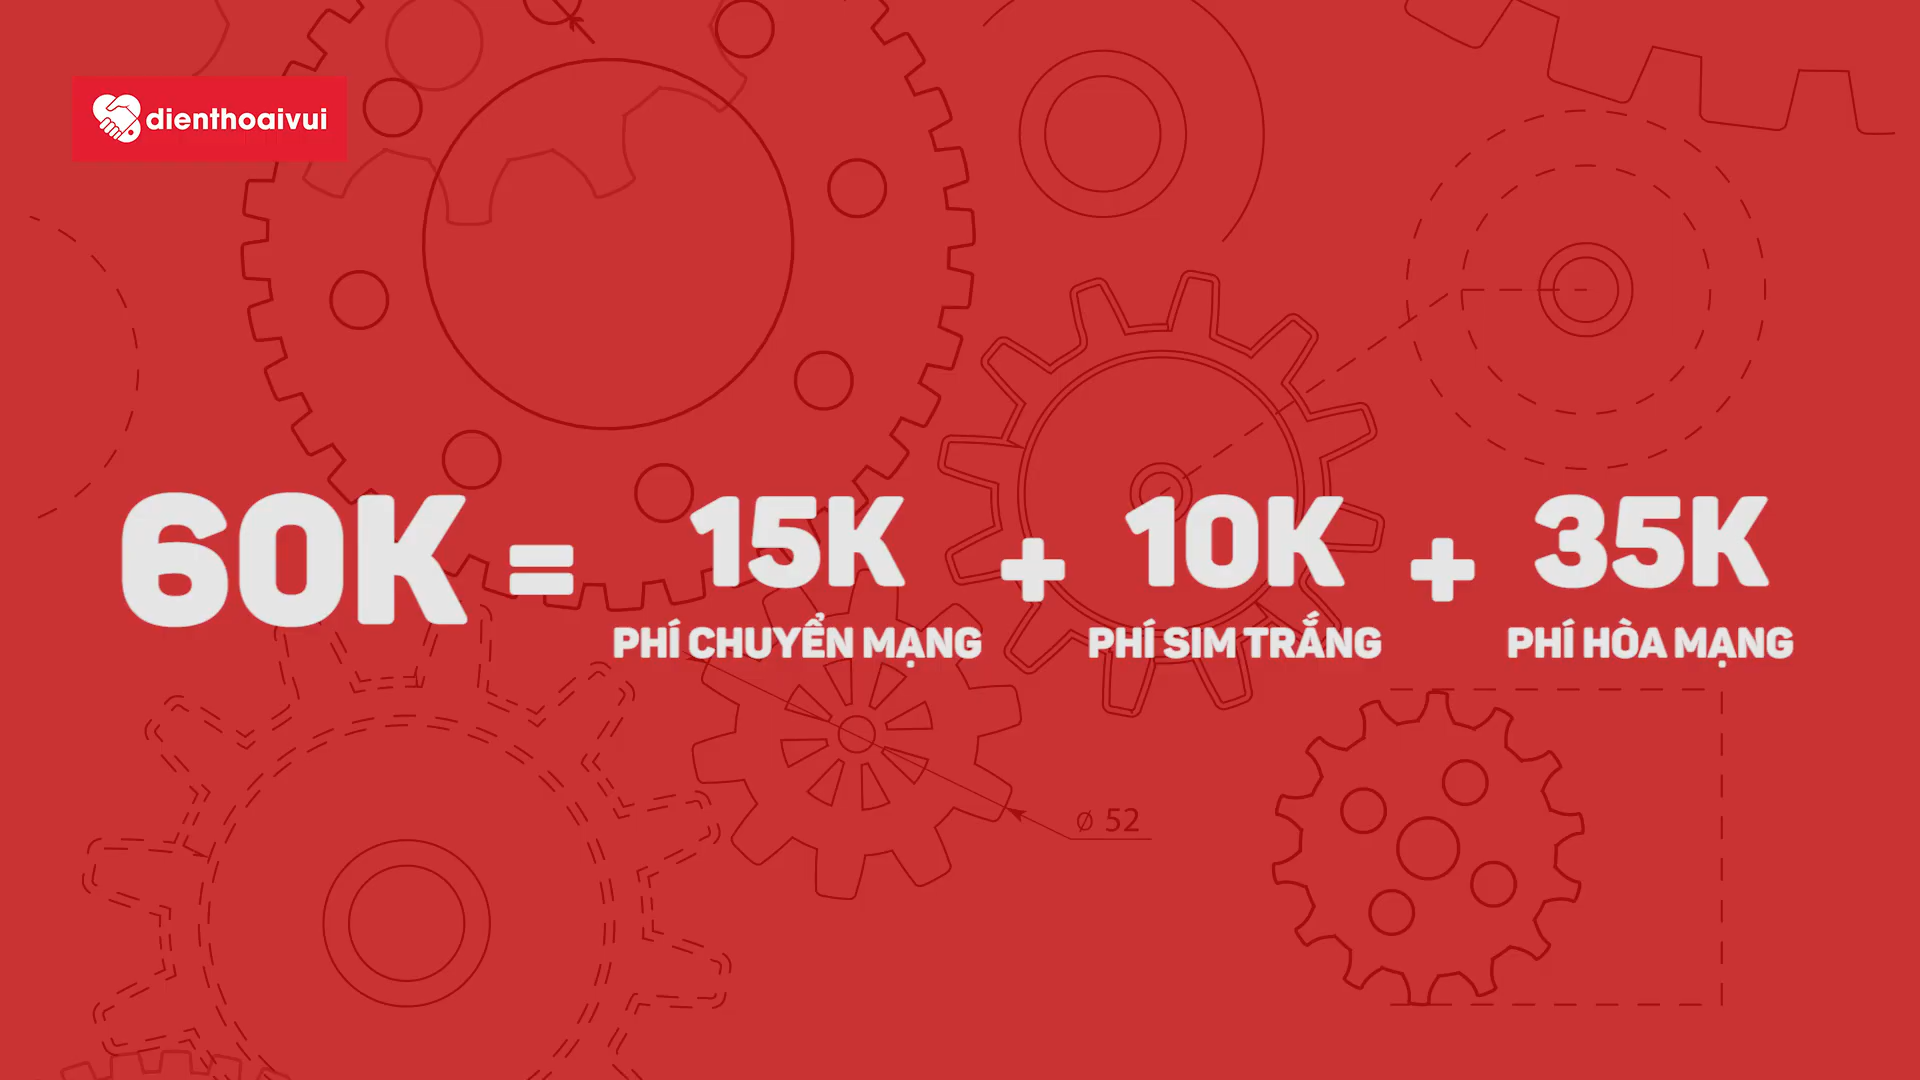 dienthoaivui
60K = 15K + 10K + 35K
PHÍ CHUYỂN MẠNG PHÍ SIM TRẮNG PHÍ HÒA MẠNG
ø 52